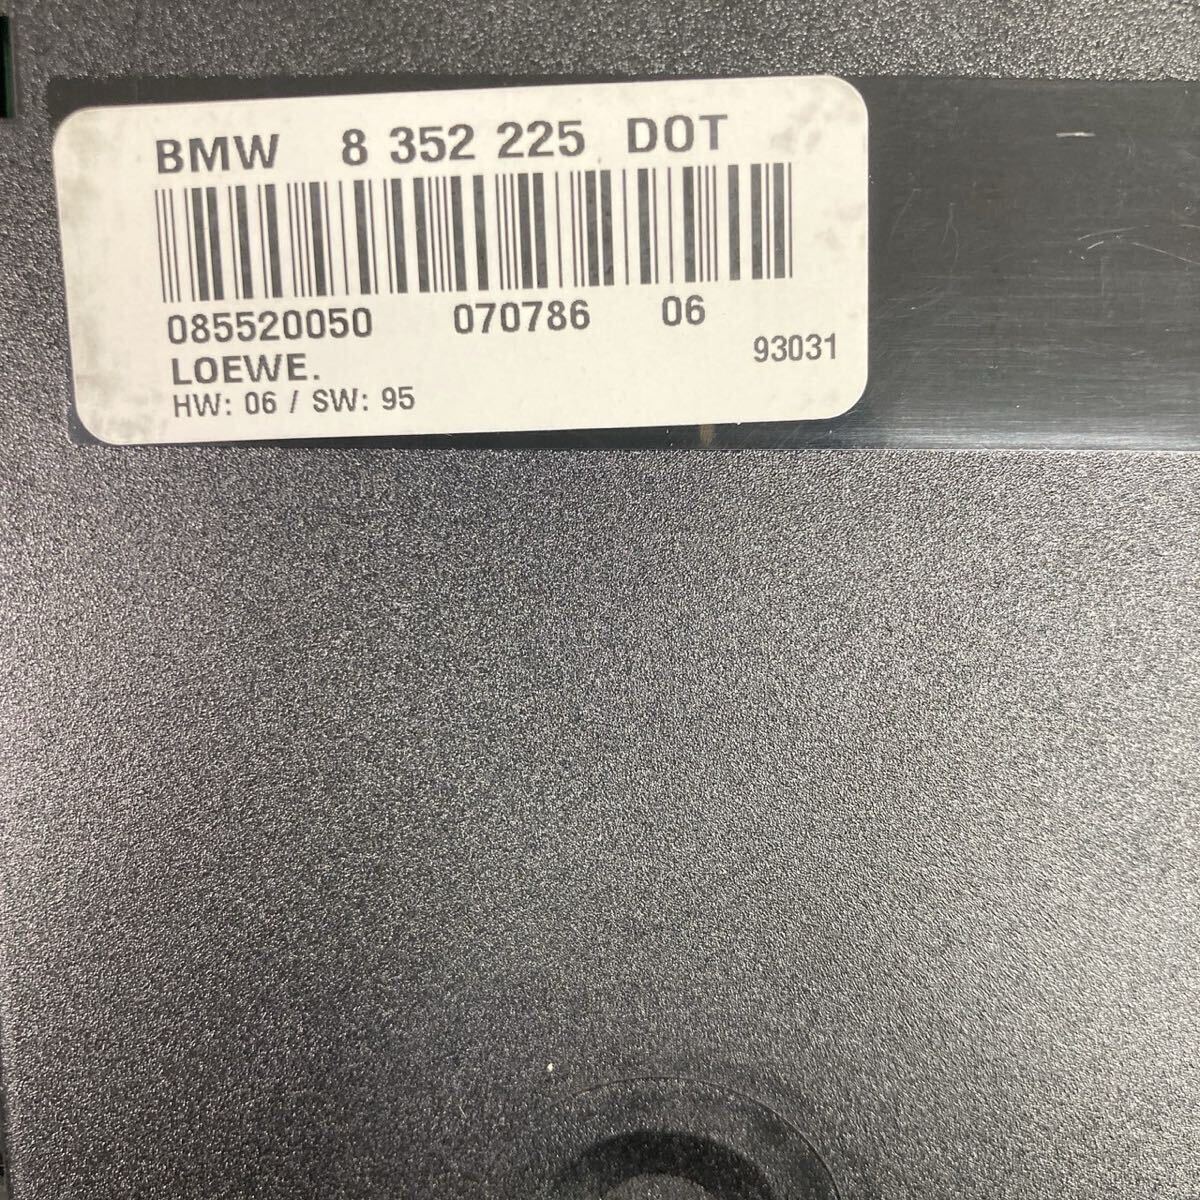 BMW 8 352 225 DOT
085520050 070786 06
93031
LOEWE.
HW: 06 / SW: 95